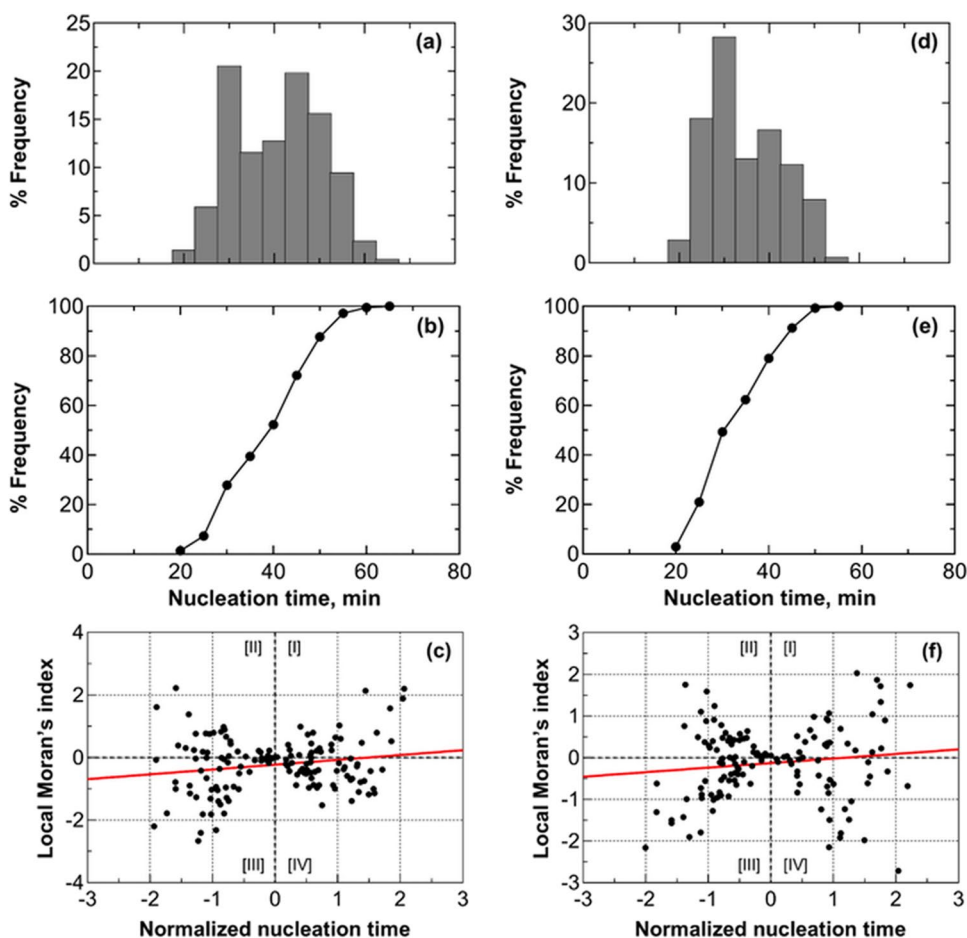 25
20
15
10
5
0
% Frequency
(a)
30
20
10
0
% Frequency
(d)
100
80
60
40
20
0
% Frequency
(b)
0
20
40
60
80
Nucleation time, min
100
80
60
40
20
0
% Frequency
(e)
0
20
40
60
80
Nucleation time, min
4
2
0
-2
-4
Local Moran's index
[II]
[I]
(c)
[III]
[IV]
-3
-2
-1
0
1
2
3
Normalized nucleation time
3
2
1
0
-1
-2
-3
Local Moran's index
[II]
[I]
(f)
[III]
[IV]
-3
-2
-1
0
1
2
3
Normalized nucleation time